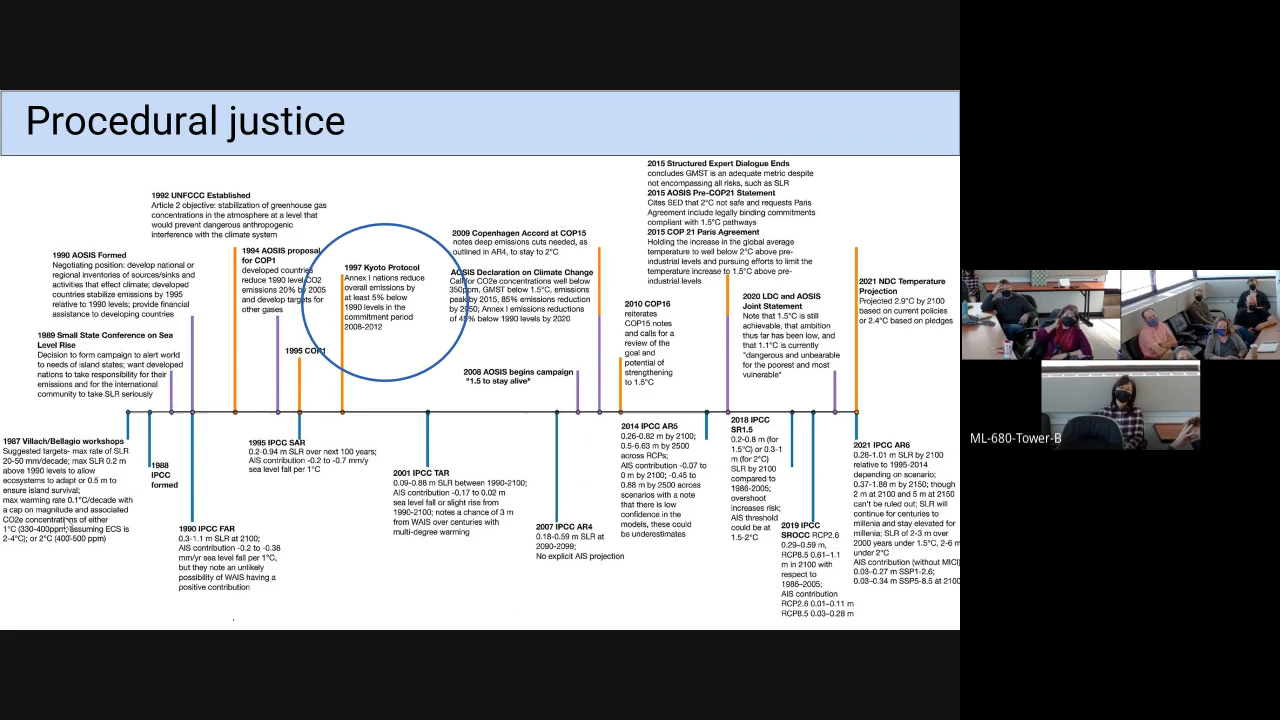 Procedural justice
2015 Structured Expert Dialogue Ends
concludes GMST is an adequate metric despite
not encompassing all risks, such as SLR
2015 AOSIS Pre-COP21 Statement
Cites SED that 2°C not safe and requests Paris
Agreement include legally binding commitments
compliant with 1.5°C pathways
2015 COP 21 Paris Agreement
Holding the increase in the global average
temperature to well below 2°C above pre-
industrial levels and pursuing efforts to limit the
temperature increase to 1.5°C above pre-
industrial levels
1992 UNFCCC Established
Article 2 objective: stabilization of greenhouse gas
concentrations in the atmosphere at a level that
would prevent dangerous anthropogenic
interference with the climate system
1990 AOSIS Formed
Negotiating position: develop national or
regional inventories of sources/sinks and
activities that effect climate; developed
countries stabilize emissions by 1995
relative to 1990 levels; provide financial
assistance to developing countries
1994 AOSIS proposal
for COP1
developed countries
reduce 1990 level CO2
emissions 20% by 2005
and develop targets for
other gases
1997 Kyoto Protocol
Annex I nations reduce
overall emissions by
at least 5% below
1990 levels in the
commitment period
2008-2012
2009 Copenhagen Accord at COP15
notes deep emissions cuts needed, as
outlined in AR4, to stay to 2°C
AOSIS Declaration on Climate Change
Call for CO2e concentrations well below
350ppm, GMST below 1.5°C, emissions
peak by 2015, 85% emissions reduction
by 2050; Annex I emissions reductions
of 45% below 1990 levels by 2020
2010 COP16
reiterates
COP15 notes
and calls for a
review of the
goal and
potential of
strengthening
to 1.5°C
2020 LDC and AOSIS
Joint Statement
Note that 1.5°C is still
achievable, that ambition
thus far has been low, and
that 1.1°C is currently
"dangerous and unbearable
for the poorest and most
vulnerable"
2021 NDC Temperature
Projection
Projected 2.9°C by 2100
based on current policies
or 2.4°C based on pledges
1989 Small State Conference on Sea
Level Rise
Decision to form campaign to alert world
to needs of island states; want developed
nations to take responsibility for their
emissions and for the international
community to take SLR seriously
1995 COP1
2008 AOSIS begins campaign
"1.5 to stay alive"
1987 Villach/Bellagio workshops
Suggested targets- max rate of SLR
20-50 mm/decade; max SLR 0.2 m
above 1990 levels to allow
ecosystems to adapt or 0.5 m to
ensure island survival;
max warming rate 0.1°C/decade with
a cap on magnitude and associated
CO2e concentrations of either
1°C (330-400ppm, assuming ECS is
2-4°C); or 2°C (400-500 ppm)
1988
IPCC
formed
1990 IPCC FAR
0.3-1.1 m SLR at 2100;
AIS contribution -0.2 to -0.38
mm/yr sea level fall per 1°C,
but they note an unlikely
possibility of WAIS having a
positive contribution
1995 IPCC SAR
0.2-0.94 m SLR over next 100 years;
AIS contribution -0.2 to -0.7 mm/y
sea level fall per 1°C
2001 IPCC TAR
0.09-0.88 m SLR between 1990-2100;
AIS contribution -0.17 to 0.02 m
sea level fall or slight rise from
1990-2100; notes a chance of 3 m
from WAIS over centuries with
multi-degree warming
2007 IPCC AR4
0.18-0.59 m SLR at
2090-2099;
No explicit AIS projection
2014 IPCC AR5
0.26-0.82 m by 2100;
0.5-6.63 m by 2500
across RCPs;
AIS contribution -0.07 to
0 m by 2100; -0.45 to
0.88 m by 2500 across
scenarios with a note
that there is low
confidence in the
models, these could
be underestimates
2018 IPCC
SR1.5
0.2-0.8 m (for
1.5°C) or 0.3-1
m (for 2°C)
SLR by 2100
compared to
1986-2005;
overshoot
increases risk;
AIS threshold
could be at
1.5-2°C
2019 IPCC
SROCC RCP2.6
0.29–0.59 m,
RCP8.5 0.61–1.1
m in 2100 with
respect to
1986–2005;
AIS contribution
RCP2.6 0.01–0.11 m
RCP8.5 0.03–0.28 m
2021 IPCC AR6
0.28-1.01 m SLR by 2100
relative to 1995-2014
depending on scenario;
0.37-1.88 m by 2150; though
2 m at 2100 and 5 m at 2150
can't be ruled out; SLR will
continue for centuries to
millenia and stay elevated for
millenia; SLR of 2-3 m over
2000 years under 1.5°C, 2-6 m
under 2°C
AIS contribution (without MICI)
0.03-0.27 m SSP1-2.6;
0.03–0.34 m SSP5-8.5 at 2100
ML-680-Tower-B